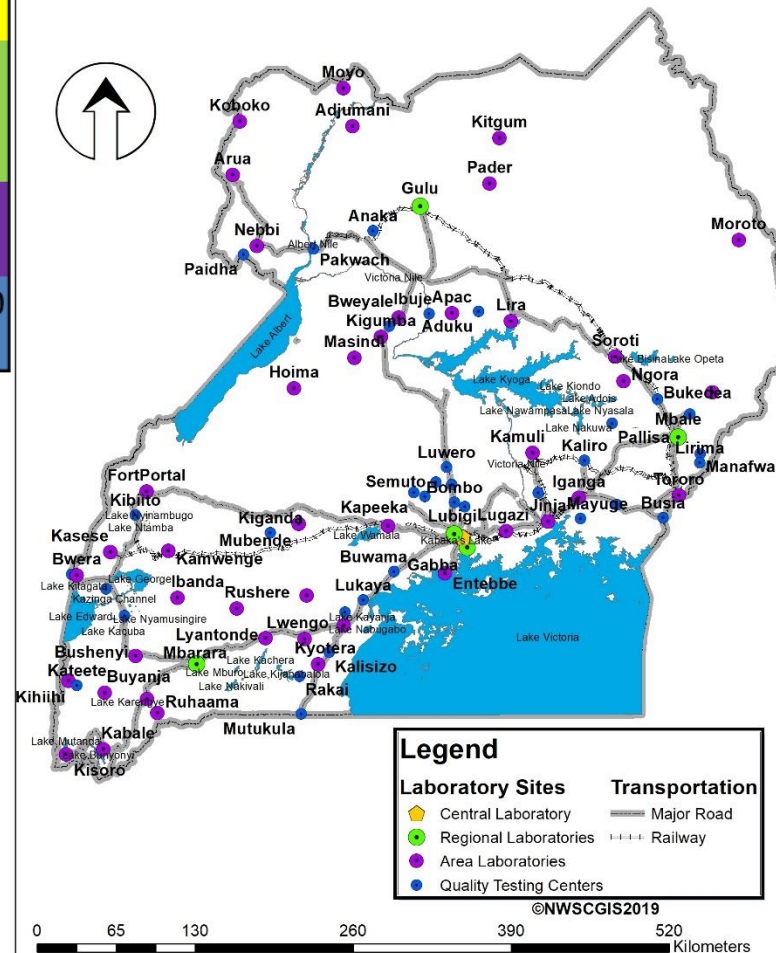 Moyo
Koboko
Adjumani
Kitgum
Arua
Pader
Gulu
Anaka
Nebbi
Moroto
Albert Nile
Paidha
Pakwach
Victoria Nile
Bweyale
Ibuje
Apac
Lira
Kigumba
Aduku
Masindi
Lake Albert
Soroti
Lake Bisina
Lake Opeta
Hoima
Ngora
Lake Kyoga
Lake Kiondo
Bukedea
Lake Adois
Lake Nawampasa
Lake Nyasala
Mbale
Lake Nakuwa
Kamuli
Pallisa
Lirima
Luwero
Kaliro
Victoria Nile
Manafwa
FortPortal
Semuto
Bombo
Iganga
Tororo
Kibiito
Kapeeka
Lubigi
Lugazi
Jinja
Mayuge
Busia
Lake Nyinambugo
Kiganda
Lake Ntamba
Lake Wamala
Kabaka's Lake
Kasese
Mubende
Bwera
Kamwenge
Buwama
Gabba
Lake George
Entebbe
Lake Kitagata
Ibanda
Rushere
Lukaya
Kazinga Channel
Lake Edward
Lake Nyamusingire
Lwengo
Lake Kayanja
Lake Nabugabo
Lake Kacuba
Lyantonde
Lake Victoria
Bushenyi
Mbarara
Kyotera
Lake Kachera
Kalisizo
Kateete
Buyanja
Lake Mburo
Lake Kijanabalola
Lake Nakivali
Rakai
Kihiihi
Lake Karenge
Ruhaama
Mutukula
Lake Mutanda
Kabale
Lake Bunyonyi
Kisoro
Legend
Laboratory Sites
Transportation
Central Laboratory
Major Road
Regional Laboratories
Railway
Area Laboratories
Quality Testing Centers
©NWSCGIS2019
0 65 130 260 390 520
Kilometers